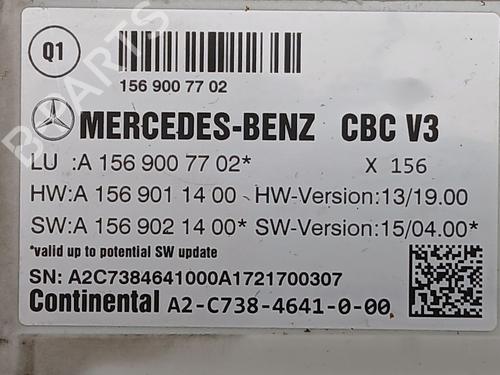 Q1
156 900 77 02
MERCEDES-BENZ CBC V3
LU :A 156 900 77 02* X 156
HW:A 156 901 14 00 HW-Version:13/19.00
SW:A 156 902 14 00* SW-Version:15/04.00*
*valid up to potential SW update
SN: A2C7384641000A1721700307
Continental A2-C738-4641-0-00
B PARTS